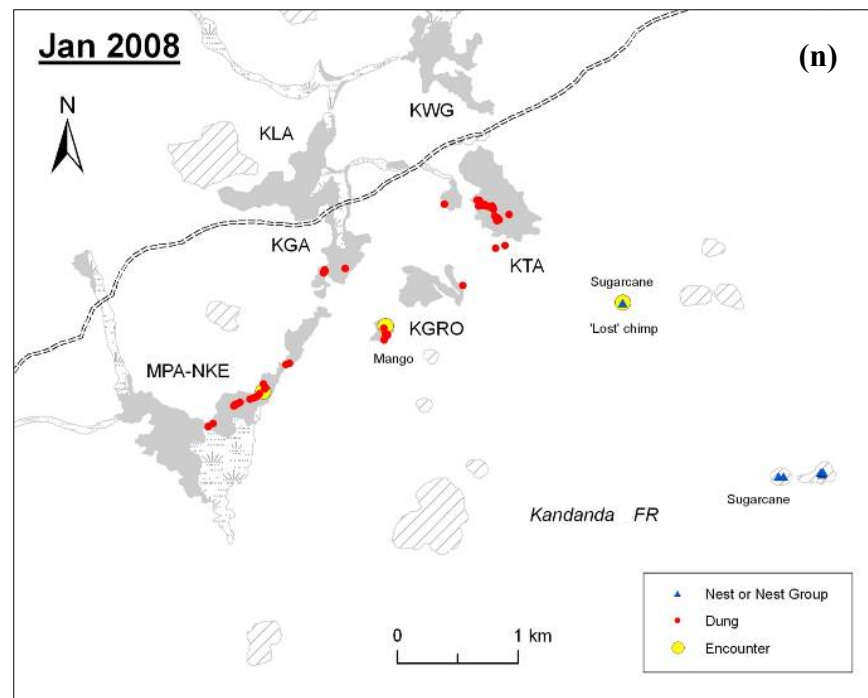 Jan 2008
(n)
N
KWG
KLA
KGA
KTA
Sugarcane
'Lost' chimp
KGRO
Mango
MPA-NKE
Sugarcane
Kandanda FR
Nest or Nest Group
Dung
Encounter
0 1 km